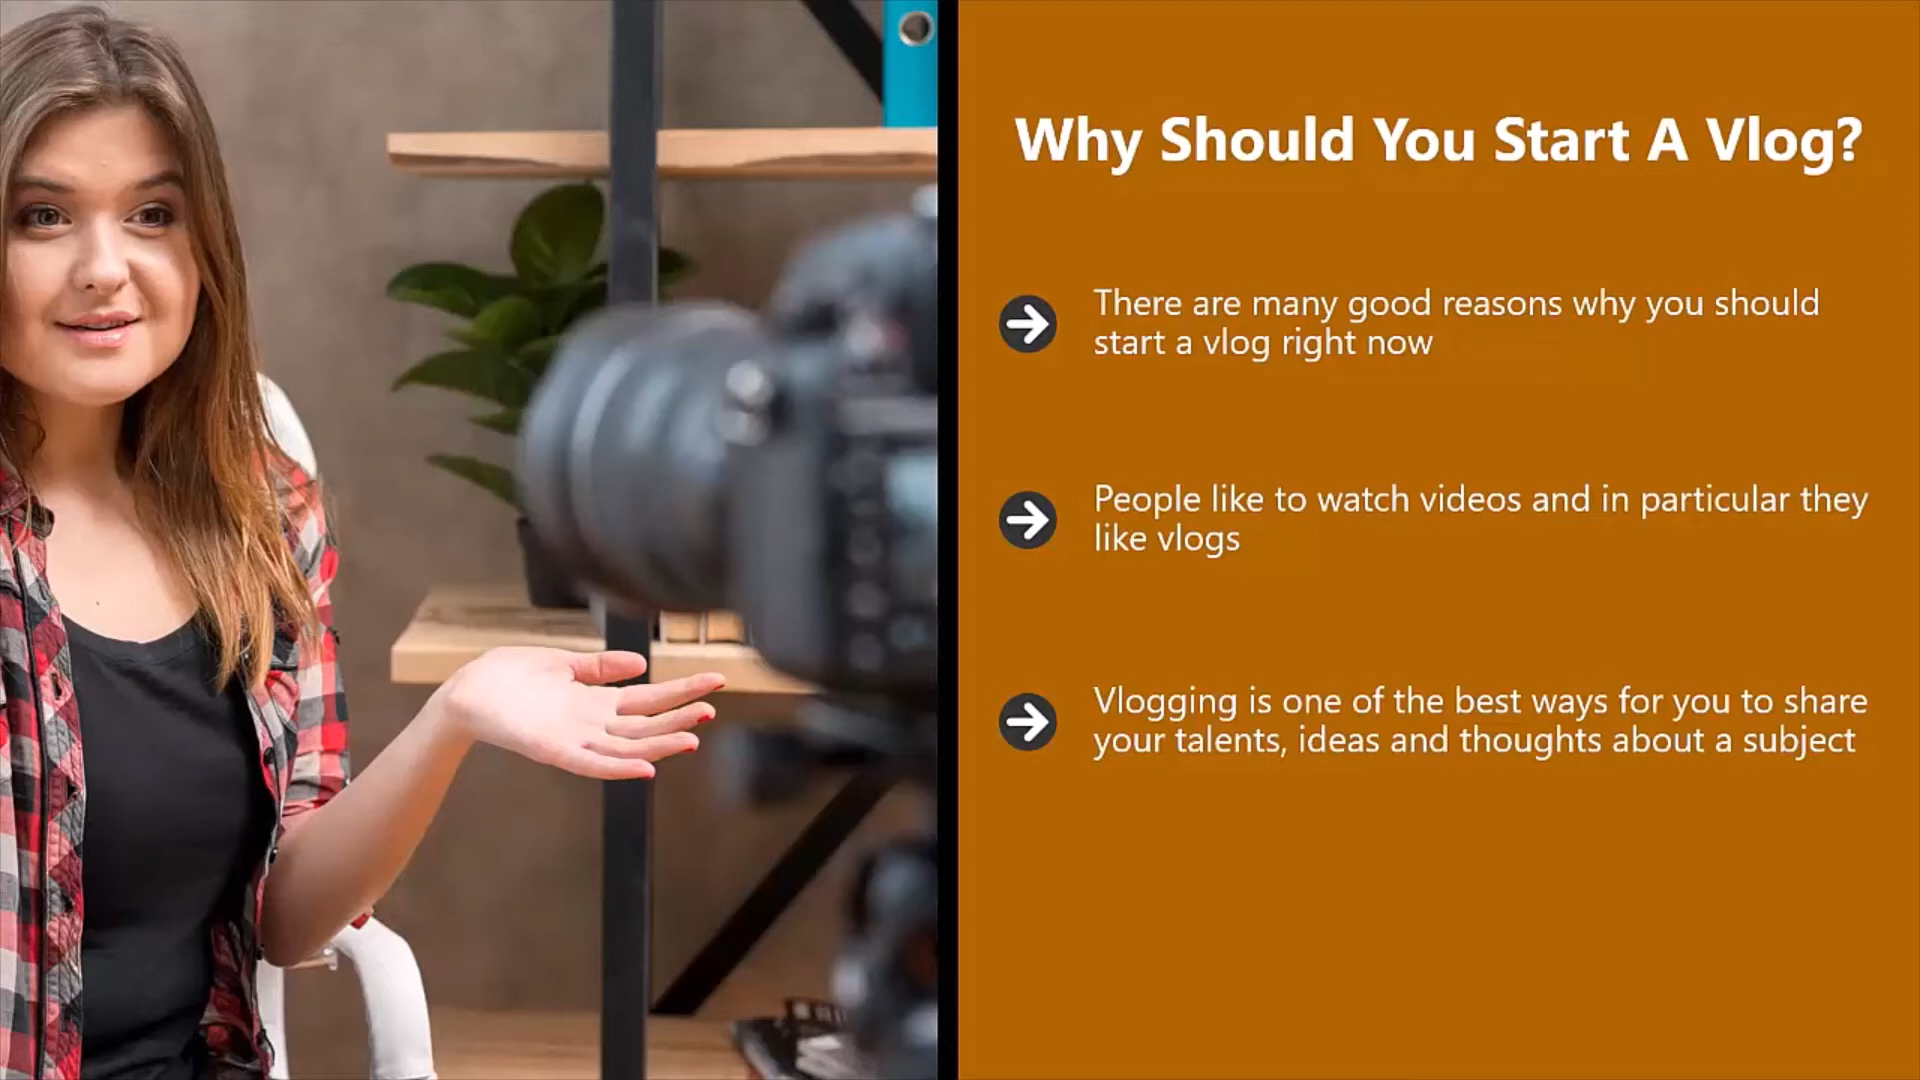 Why Should You Start A Vlog?
There are many good reasons why you should
start a vlog right now
People like to watch videos and in particular they
like vlogs
Vlogging is one of the best ways for you to share
your talents, ideas and thoughts about a subject